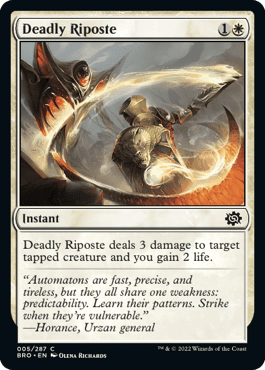 Deadly Riposte 1
Instant
Deadly Riposte deals 3 damage to target
tapped creature and you gain 2 life.
“Automatons are fast, precise, and
tireless, but they all share one weakness:
predictability. Learn their patterns. Strike
when they're vulnerable.”
—Horance, Urzan general
005/287 C
BRO • EN Olena Richards
™ & © 2022 Wizards of the Coast